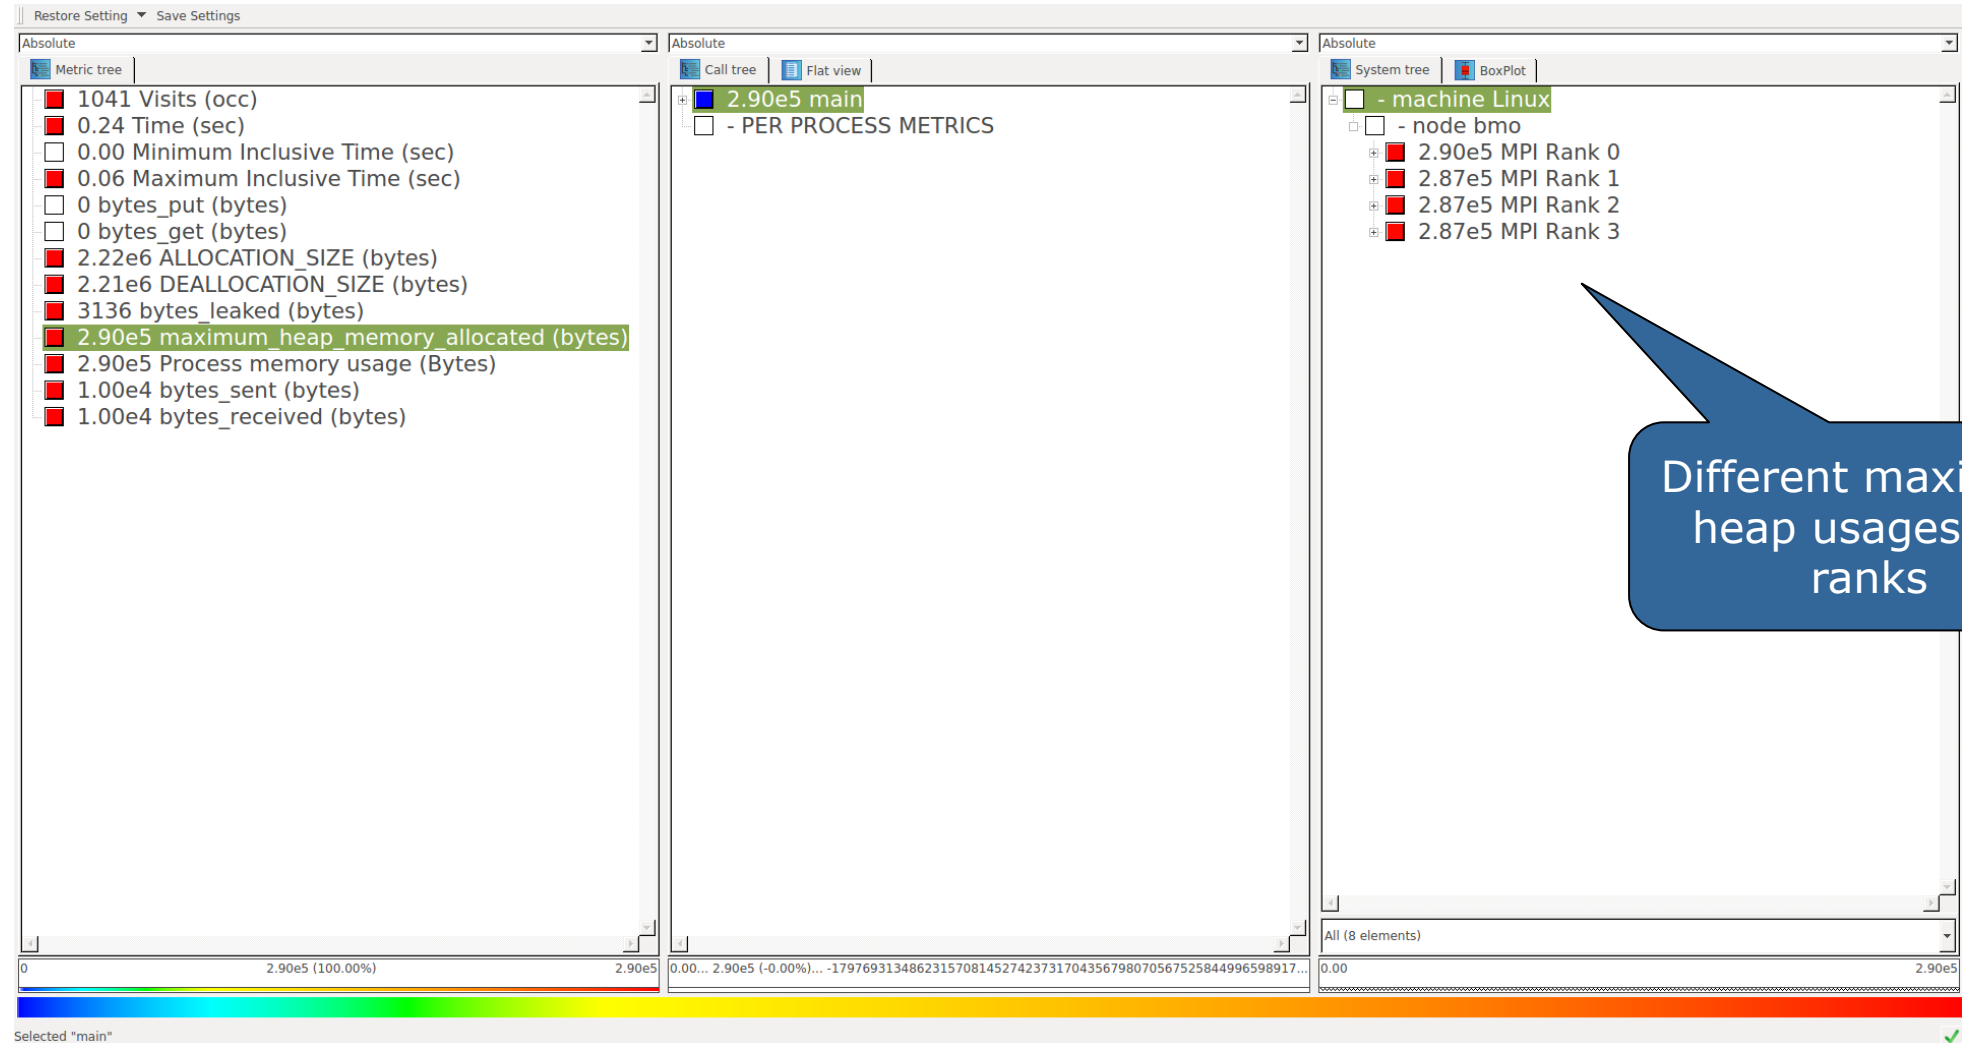 Restore Setting Save Settings
Absolute
Metric tree
1041 Visits (occ)
0.24 Time (sec)
0.00 Minimum Inclusive Time (sec)
0.06 Maximum Inclusive Time (sec)
0 bytes_put (bytes)
0 bytes_get (bytes)
2.22e6 ALLOCATION_SIZE (bytes)
2.21e6 DEALLOCATION_SIZE (bytes)
3136 bytes_leaked (bytes)
2.90e5 maximum_heap_memory_allocated (bytes)
2.90e5 Process memory usage (Bytes)
1.00e4 bytes_sent (bytes)
1.00e4 bytes_received (bytes)
0 2.90e5 (100.00%) 2.90e5
Absolute
Call tree Flat view
2.90e5 main
- PER PROCESS METRICS
0.00... 2.90e5 (-0.00%)... -17976931348623157081452742373170435679807056752584499659891​7...
Absolute
System tree BoxPlot
- machine Linux
- node bmo
2.90e5 MPI Rank 0
2.87e5 MPI Rank 1
2.87e5 MPI Rank 2
2.87e5 MPI Rank 3
Different maxi
heap usages
ranks
All (8 elements)
0.00 2.90e5
Selected "main"